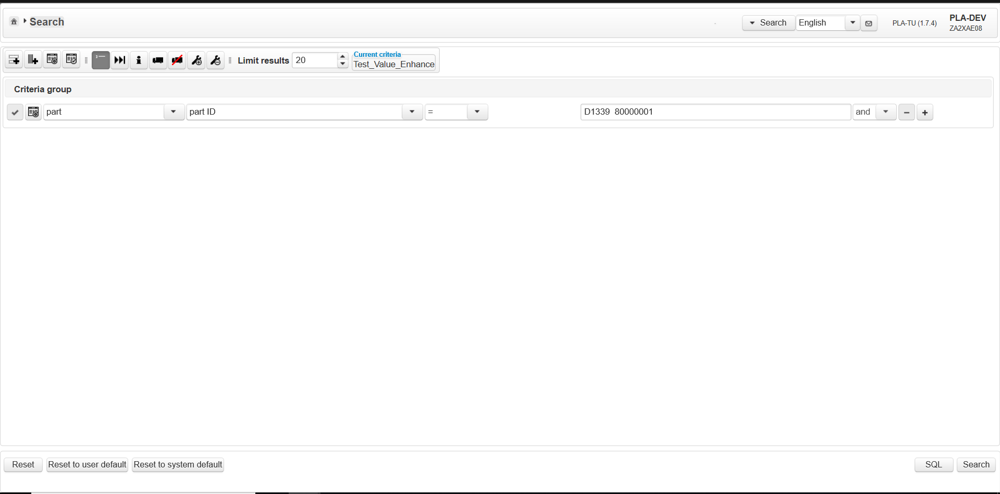 Search
Search
English
PLA-TU (1.7.4)
PLA-DEV
ZA2XAE08
Limit results
20
Current criteria
Test_Value_Enhance
Criteria group
part
part ID
=
D1339  80000001
and
Reset
Reset to user default
Reset to system default
SQL
Search